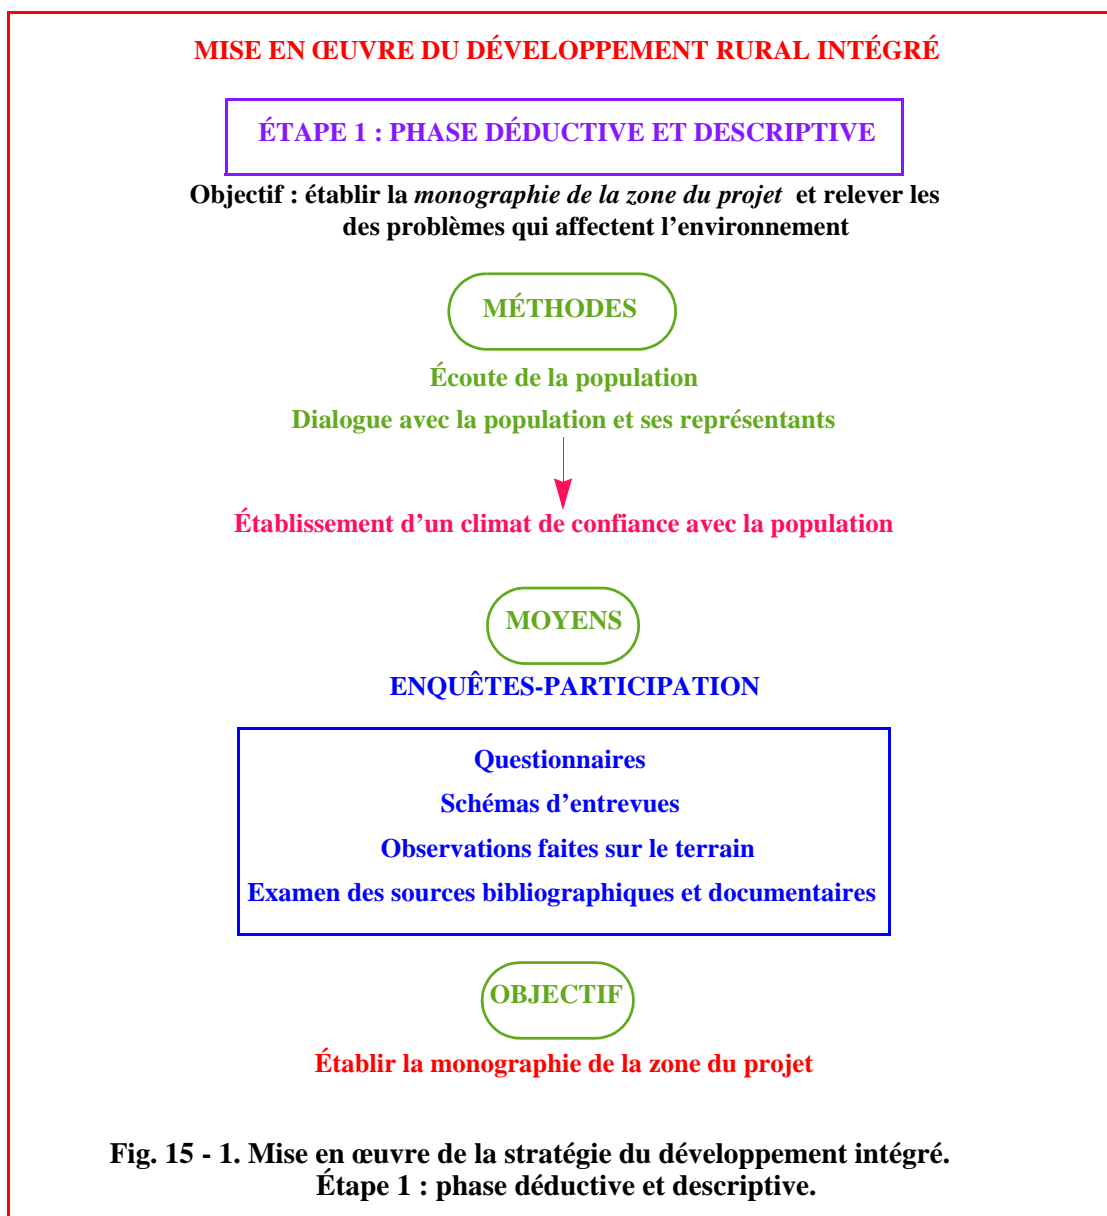 MISE EN ŒUVRE DU DÉVELOPPEMENT RURAL INTÉGRÉ
ÉTAPE 1 : PHASE DÉDUCTIVE ET DESCRIPTIVE
Objectif : établir la monographie de la zone du projet et relever les
des problèmes qui affectent l’environnement
MÉTHODES
Écoute de la population
Dialogue avec la population et ses représentants
Établissement d’un climat de confiance avec la population
MOYENS
ENQUÊTES-PARTICIPATION
Questionnaires
Schémas d’entrevues
Observations faites sur le terrain
Examen des sources bibliographiques et documentaires
OBJECTIF
Établir la monographie de la zone du projet
Fig. 15 - 1. Mise en œuvre de la stratégie du développement intégré.
Étape 1 : phase déductive et descriptive.